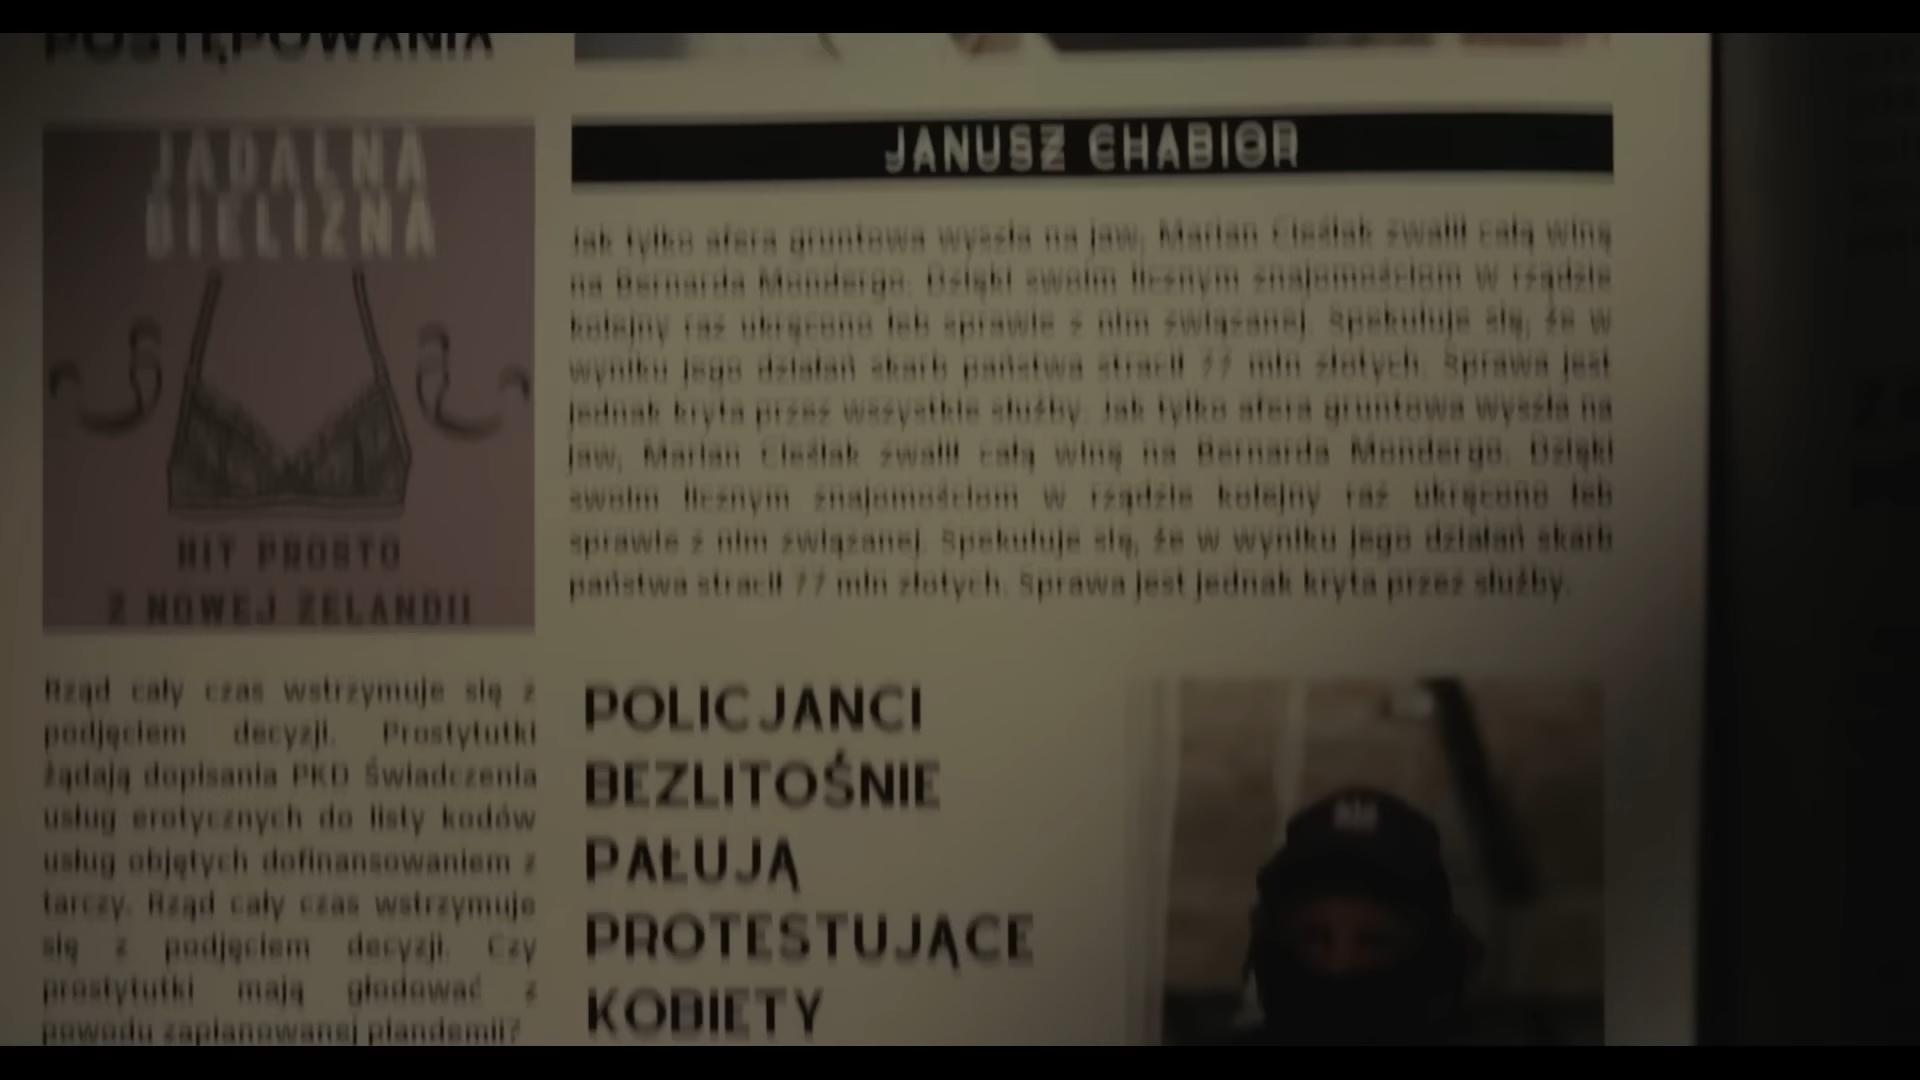 POSTĘPOWANIA
JADALNA
BIELIZNA
HIT PROSTO
Z NOWEJ ZELANDII
Rząd cały czas wstrzymuje się z
podjęciem decyzji. Prostytutki
żądają dopisania PKD Świadczenia
usług erotycznych do listy kodów
usług objętych dofinansowaniem z
tarczy. Rząd cały czas wstrzymuje
się z podjęciem decyzji. Czy
prostytutki mają głodować z
powodu zaplanowanej plandemii?
JANUSZ CHABIOR
Jak tylko afera gruntowa wyszła na jaw, Marian Cieślak zwalił całą winę
na Bernarda Mondergo. Dzięki swoim licznym znajomościom w rządzie
kolejny raz ukręcono łeb sprawie z nim związanej. Spekuluje się, że w
wyniku jego działań skarb państwa stracił 77 mln złotych. Sprawa jest
jednak kryta przez wszystkie służby. Jak tylko afera gruntowa wyszła na
jaw, Marian Cieślak zwalił całą winę na Bernarda Mondergo. Dzięki
swoim licznym znajomościom w rządzie kolejny raz ukręcono łeb
sprawie z nim związanej. Spekuluje się, że w wyniku jego działań skarb
państwa stracił 77 mln złotych. Sprawa jest jednak kryta przez służby.
POLICJANCI
BEZLITOŚNIE
PAŁUJĄ
PROTESTUJĄCE
KOBIETY